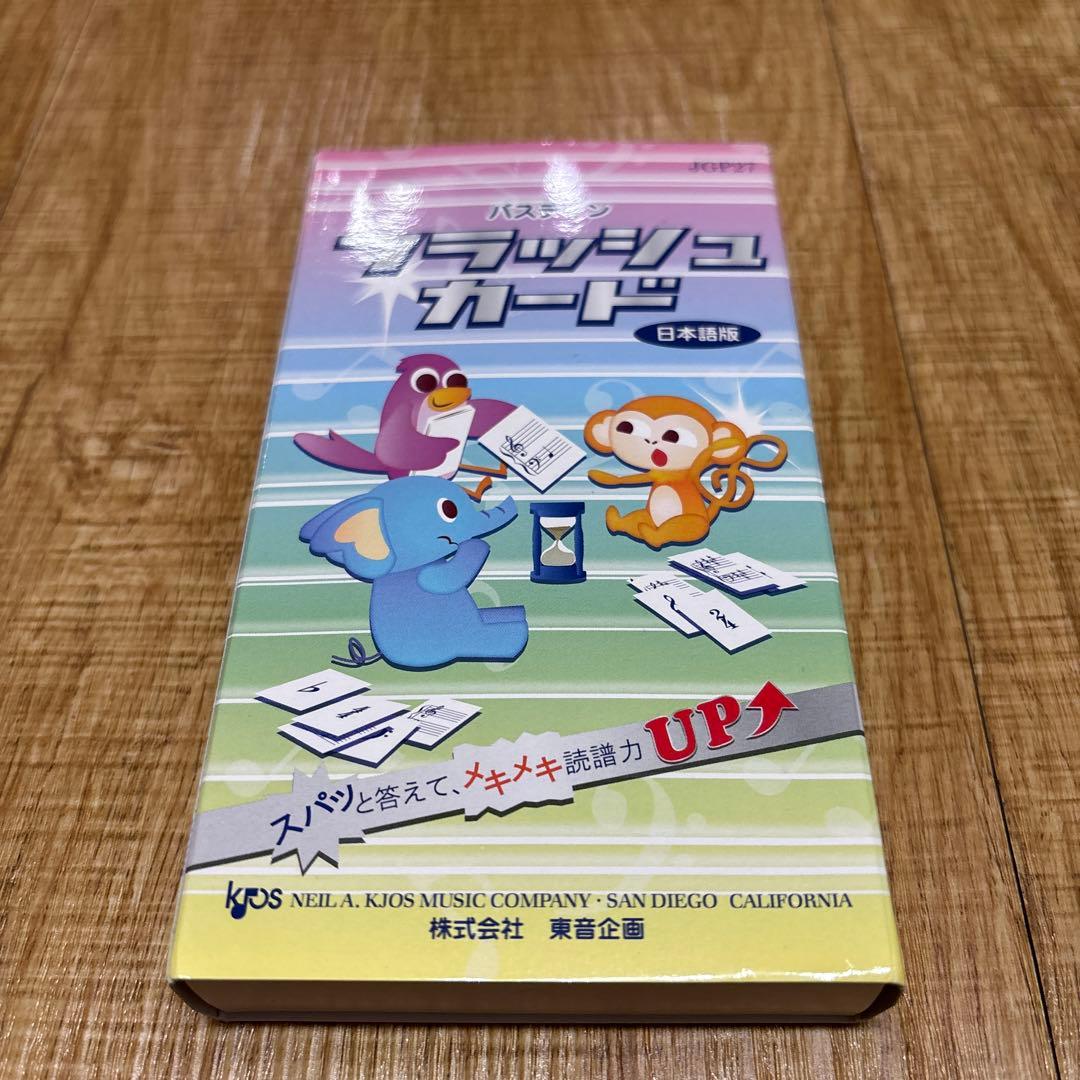 JGP27
バスティン
フラッシュ
カード
日本語版
2/4
スパッと答えて、メキメキ読譜力UP
KJOS NEIL A. KJOS MUSIC COMPANY・SAN DIEGO CALIFORNIA
株式会社 東音企画